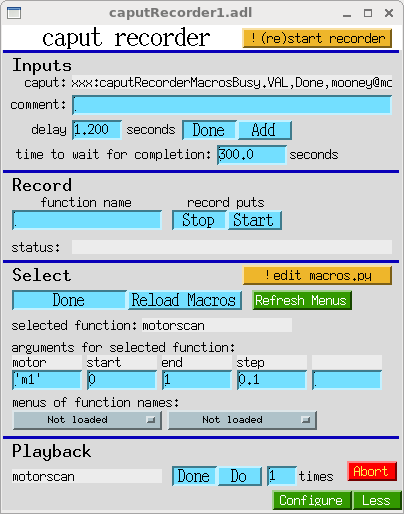 caputRecorder1.adl
caput recorder
!(re)start recorder
Inputs
caput: xxx:caputRecorderMacrosBusy.VAL,Done,mooney@mc
comment:
delay 1.200 seconds Done Add
time to wait for completion: 300.0 seconds
Record
function name record puts
Stop Start
status:
Select !edit macros.py
Done Reload Macros Refresh Menus
selected function: motorscan
arguments for selected function:
motor start end step
'm1' 0 1 0.1
menus of function names:
Not loaded Not loaded
Playback
motorscan Done Do 1 times Abort
Configure Less